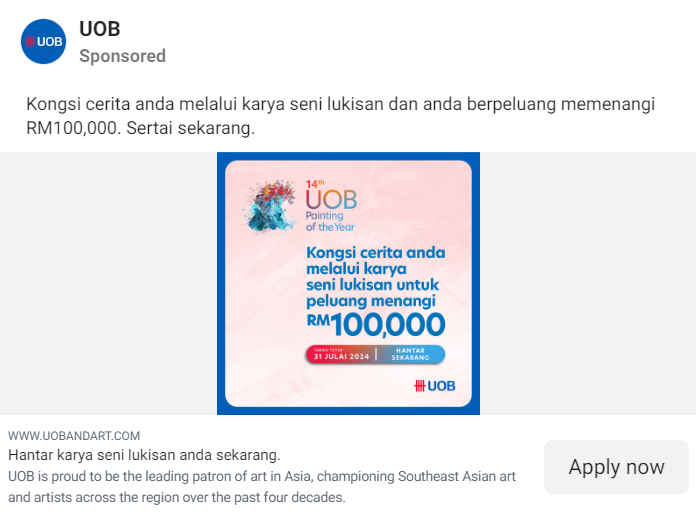 UOB
UOB
Sponsored
Kongsi cerita anda melalui karya seni lukisan dan anda berpeluang memenangi
RM100,000. Sertai sekarang.
14th
UOB
Painting
of the Year
Kongsi cerita anda
melalui karya
seni lukisan untuk
peluang menangi
RM100,000
TARIKH TUTUP
31 JULAI 2024 | HANTAR SEKARANG
UOB
WWW.UOBANDART.COM
Hantar karya seni lukisan anda sekarang.
UOB is proud to be the leading patron of art in Asia, championing Southeast Asian art
and artists across the region over the past four decades.
Apply now